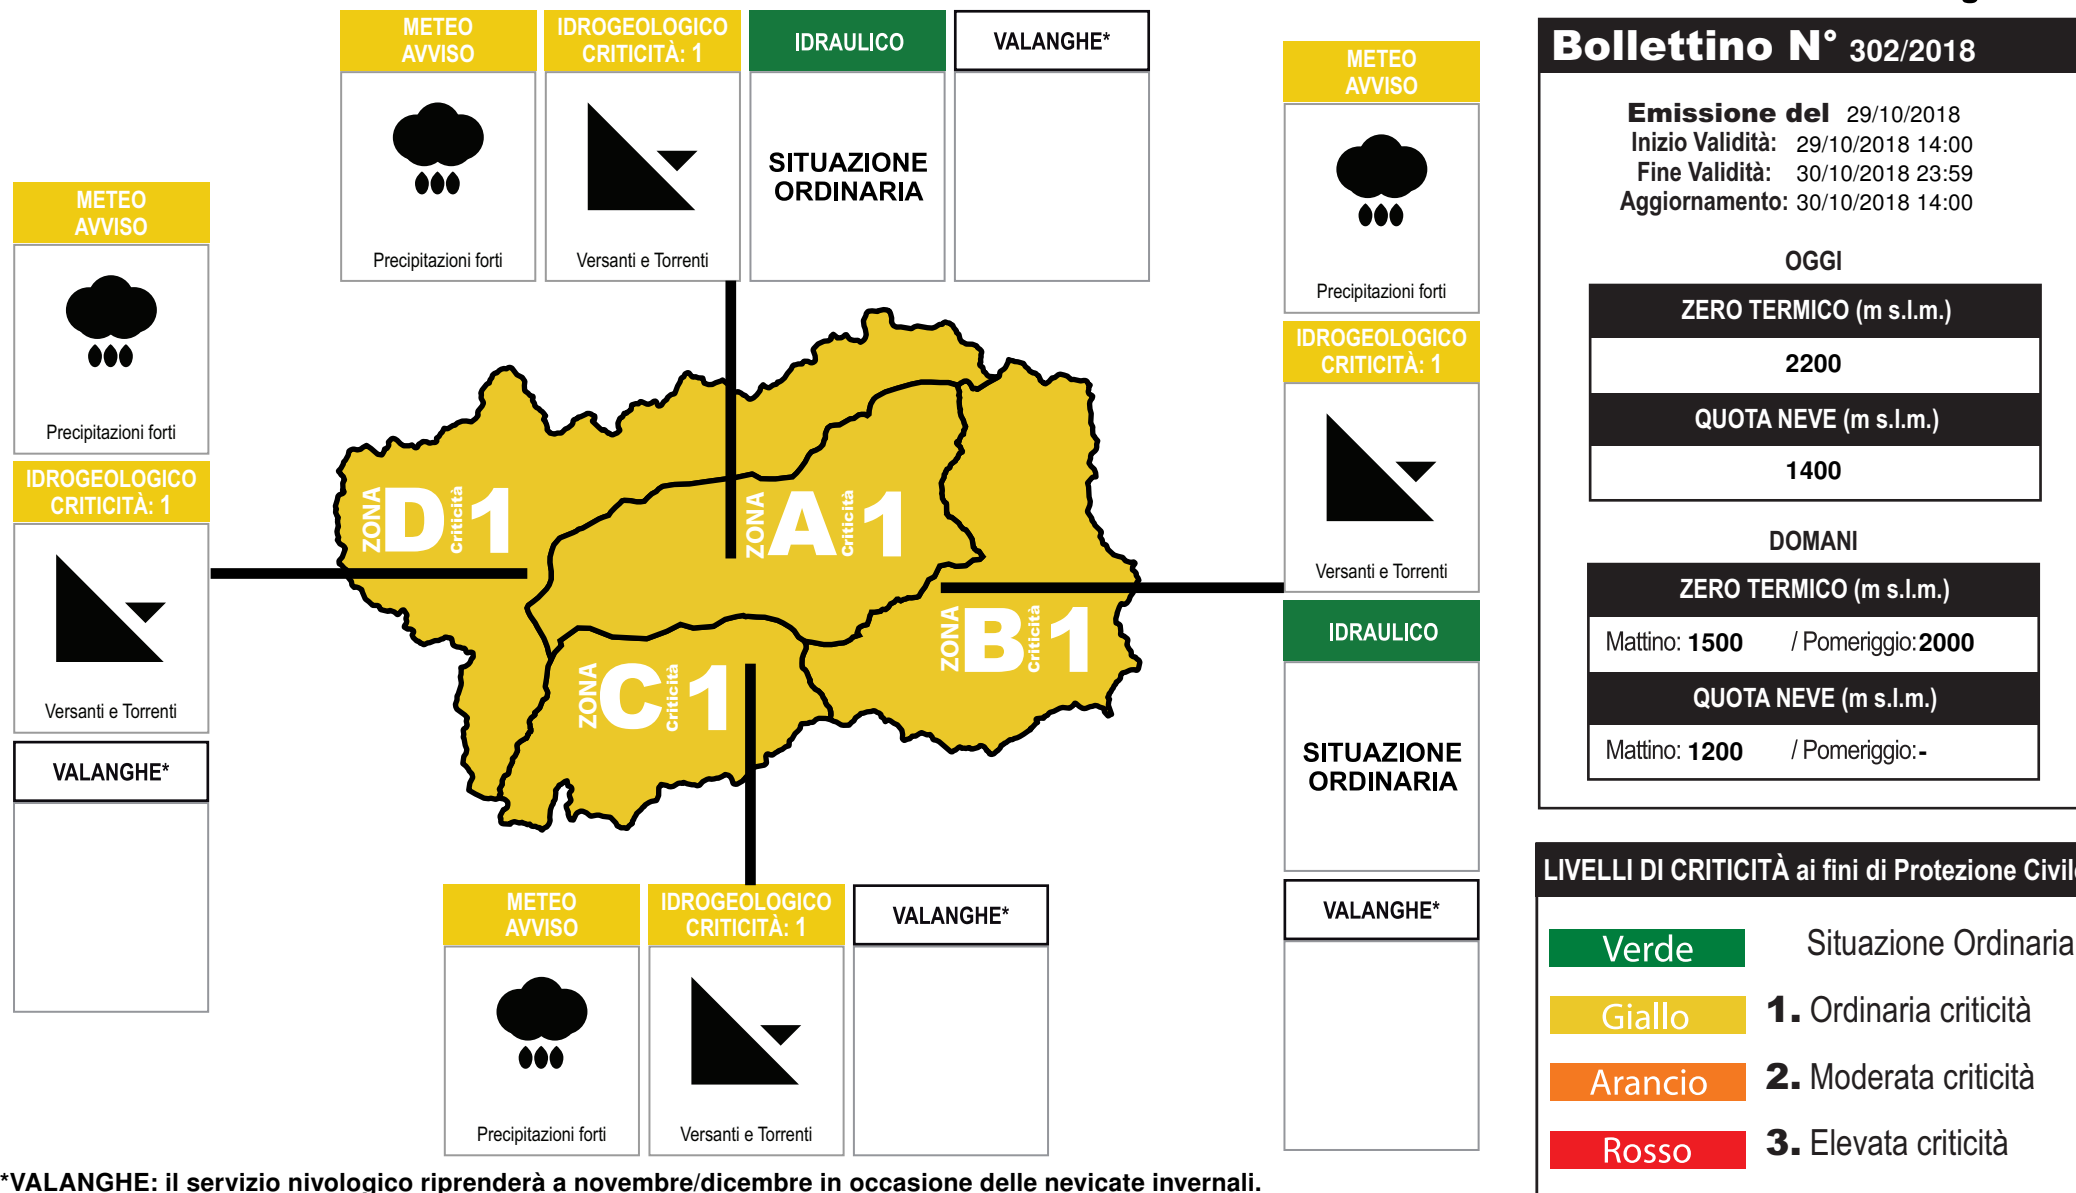 METEO
AVVISO
Precipitazioni forti
IDROGEOLOGICO
CRITICITÀ: 1
Versanti e Torrenti
IDRAULICO
SITUAZIONE
ORDINARIA
VALANGHE*
METEO
AVVISO
Precipitazioni forti
IDROGEOLOGICO
CRITICITÀ: 1
Versanti e Torrenti
VALANGHE*
METEO
AVVISO
Precipitazioni forti
IDROGEOLOGICO
CRITICITÀ: 1
Versanti e Torrenti
IDRAULICO
SITUAZIONE
ORDINARIA
VALANGHE*
ZONA D Criticità 1
ZONA A Criticità 1
ZONA B Criticità 1
ZONA C Criticità 1
METEO
AVVISO
Precipitazioni forti
IDROGEOLOGICO
CRITICITÀ: 1
Versanti e Torrenti
VALANGHE*
*VALANGHE: il servizio nivologico riprenderà a novembre/dicembre in occasione delle nevicate invernali.
Bollettino N° 302/2018
Emissione del 29/10/2018
Inizio Validità: 29/10/2018 14:00
Fine Validità: 30/10/2018 23:59
Aggiornamento: 30/10/2018 14:00
OGGI
ZERO TERMICO (m s.l.m.)
2200
QUOTA NEVE (m s.l.m.)
1400
DOMANI
ZERO TERMICO (m s.l.m.)
Mattino: 1500 / Pomeriggio: 2000
QUOTA NEVE (m s.l.m.)
Mattino: 1200 / Pomeriggio: -
LIVELLI DI CRITICITÀ ai fini di Protezione Civile
Verde Situazione Ordinaria
Giallo 1. Ordinaria criticità
Arancio 2. Moderata criticità
Rosso 3. Elevata criticità